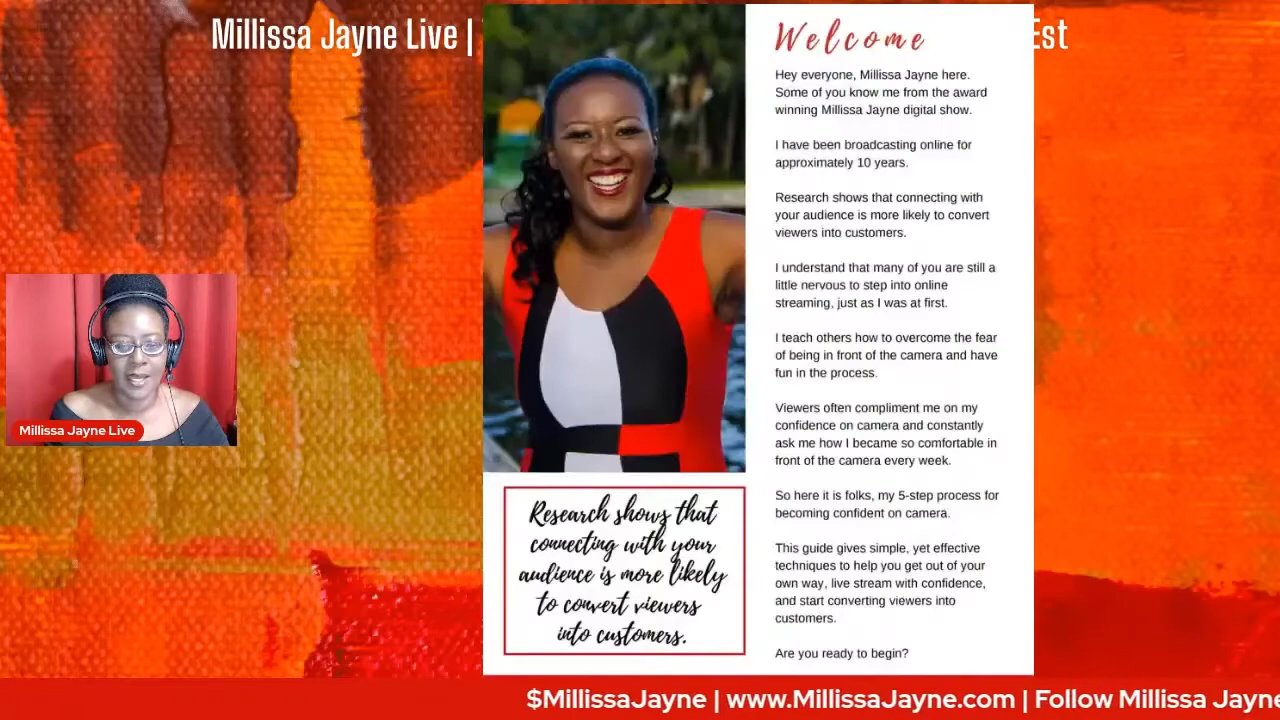 Millissa Jayne Live |
Est
Welcome
Hey everyone, Millissa Jayne here.
Some of you know me from the award
winning Millissa Jayne digital show.
I have been broadcasting online for
approximately 10 years.
Research shows that connecting with
your audience is more likely to convert
viewers into customers.
I understand that many of you are still a
little nervous to step into online
streaming, just as I was at first.
I teach others how to overcome the fear
of being in front of the camera and have
fun in the process.
Viewers often compliment me on my
confidence on camera and constantly
ask me how I became so comfortable in
front of the camera every week.
So here it is folks, my 5-step process for
becoming confident on camera.
This guide gives simple, yet effective
techniques to help you get out of your
own way, live stream with confidence,
and start converting viewers into
customers.
Are you ready to begin?
Research shows that
connecting with your
audience is more likely
to convert viewers
into customers.
Millissa Jayne Live
$MillissaJayne | www.MillissaJayne.com | Follow Millissa Jayne